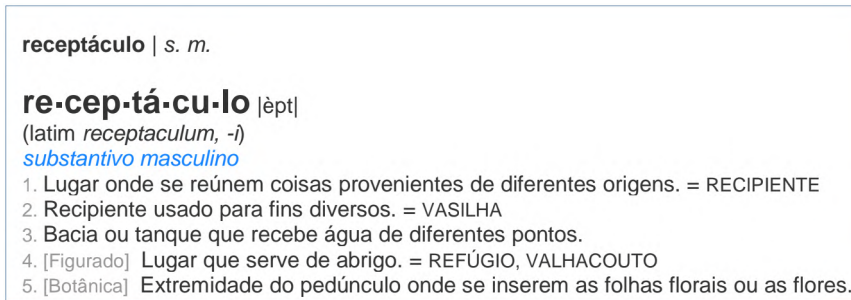 receptáculo | s. m.
re·cep·tá·cu·lo |èpt|
(latim receptaculum, -i)
substantivo masculino
1. Lugar onde se reúnem coisas provenientes de diferentes origens. = RECIPIENTE
2. Recipiente usado para fins diversos. = VASILHA
3. Bacia ou tanque que recebe água de diferentes pontos.
4. [Figurado] Lugar que serve de abrigo. = REFÚGIO, VALHACOUTO
5. [Botânica] Extremidade do pedúnculo onde se inserem as folhas florais ou as flores.